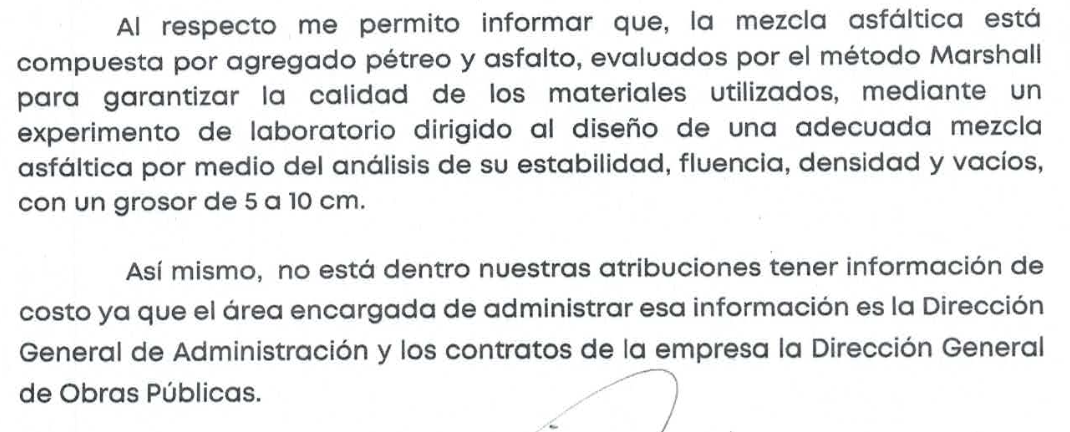 Al respecto me permito informar que, la mezcla asfáltica está
compuesta por agregado pétreo y asfalto, evaluados por el método Marshall
para garantizar la calidad de los materiales utilizados, mediante un
experimento de laboratorio dirigido al diseño de una adecuada mezcla
asfáltica por medio del análisis de su estabilidad, fluencia, densidad y vacíos,
con un grosor de 5 a 10 cm.
Así mismo, no está dentro nuestras atribuciones tener información de
costo ya que el área encargada de administrar esa información es la Dirección
General de Administración y los contratos de la empresa la Dirección General
de Obras Públicas.